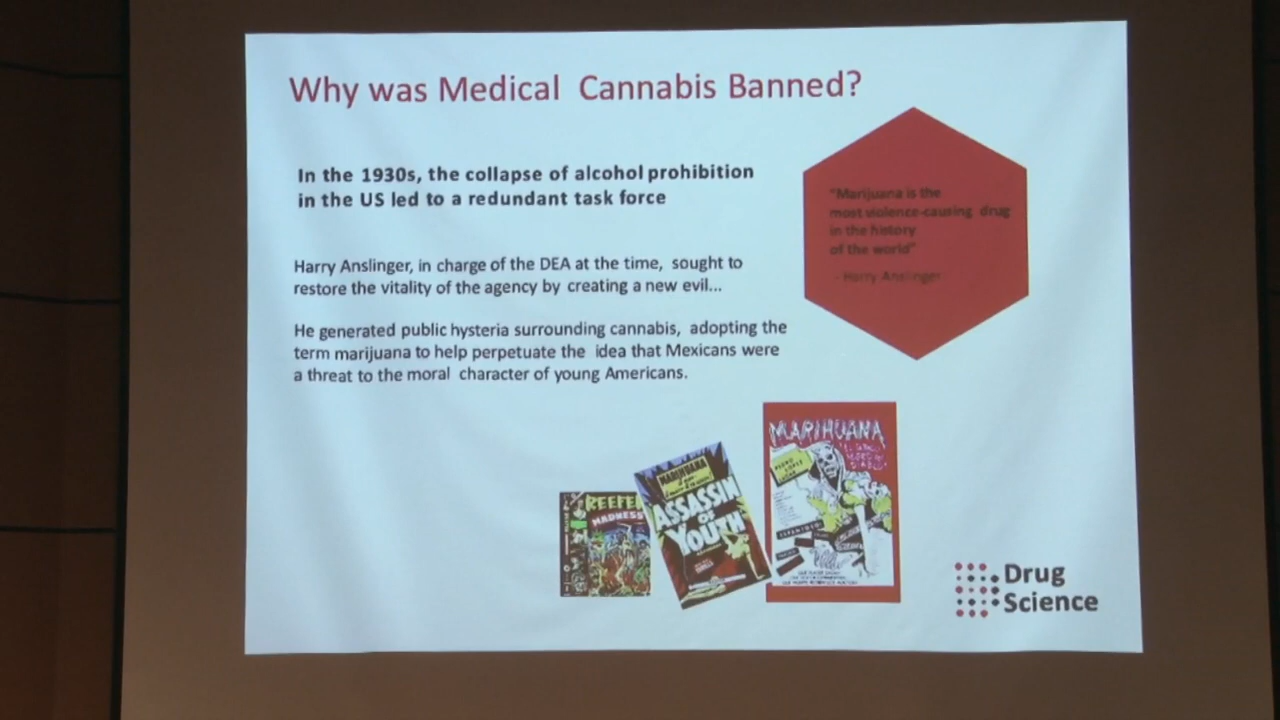 Why was Medical Cannabis Banned?
In the 1930s, the collapse of alcohol prohibition
in the US led to a redundant task force
Harry Anslinger, in charge of the DEA at the time, sought to
restore the vitality of the agency by creating a new evil...
He generated public hysteria surrounding cannabis, adopting the
term marijuana to help perpetuate the idea that Mexicans were
a threat to the moral character of young Americans.
"Marijuana is the
most violence-causing drug
in the history
of the world"
- Harry Anslinger
REEFER
MADNESS
MARIJUANA
ASSASSIN
OF
YOUTH
MARIHUANA
Drug
Science